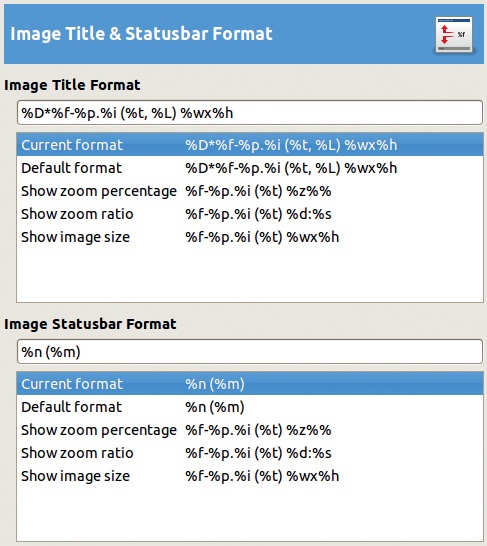 Image Title & Statusbar Format
%f
Image Title Format
%D*%f-%p.%i (%t, %L) %wx%h
Current format %D*%f-%p.%i (%t, %L) %wx%h
Default format %D*%f-%p.%i (%t, %L) %wx%h
Show zoom percentage %f-%p.%i (%t) %z%%
Show zoom ratio %f-%p.%i (%t) %d:%s
Show image size %f-%p.%i (%t) %wx%h
Image Statusbar Format
%n (%m)
Current format %n (%m)
Default format %n (%m)
Show zoom percentage %f-%p.%i (%t) %z%%
Show zoom ratio %f-%p.%i (%t) %d:%s
Show image size %f-%p.%i (%t) %wx%h